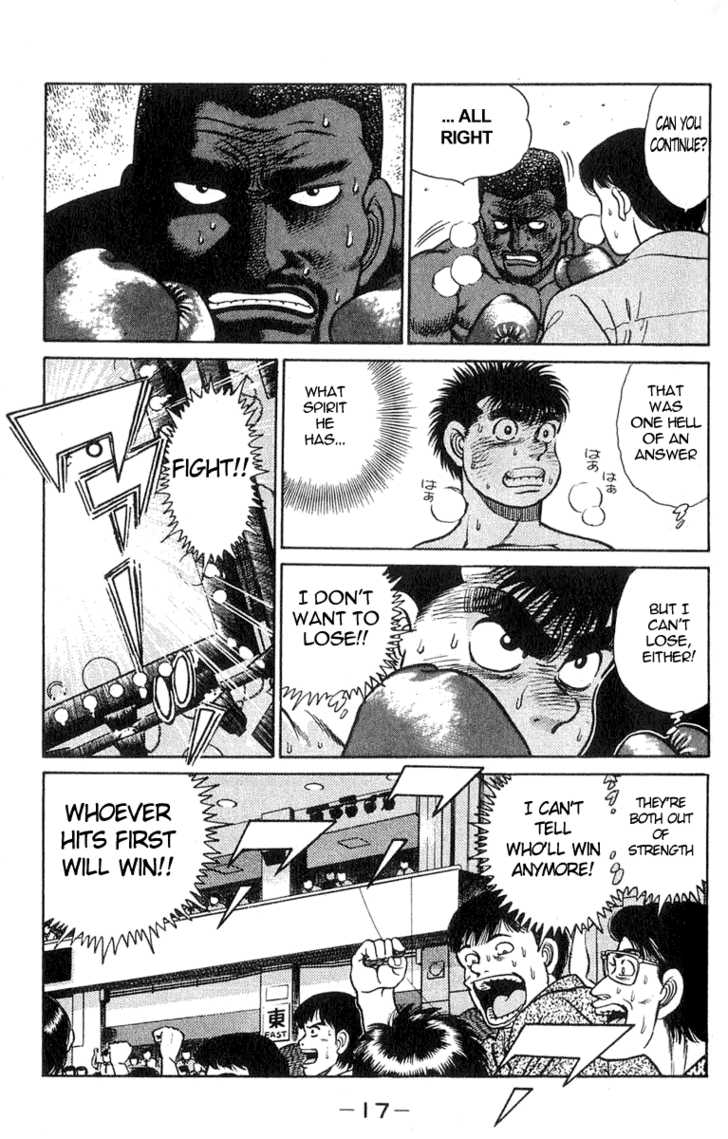 CAN YOU
CONTINUE?
... ALL
RIGHT
THAT
WAS
ONE HELL
OF AN
ANSWER
はぁ
はぁ
はぁ
WHAT
SPIRIT
HE
HAS...
FIGHT!!
BUT I
CAN'T
LOSE,
EITHER!
I DON'T
WANT TO
LOSE!!
THEY'RE
BOTH OUT
OF
STRENGTH
I CAN'T
TELL
WHO'LL WIN
ANYMORE!
WHOEVER
HITS FIRST
WILL WIN!!
東
EAST
-17-